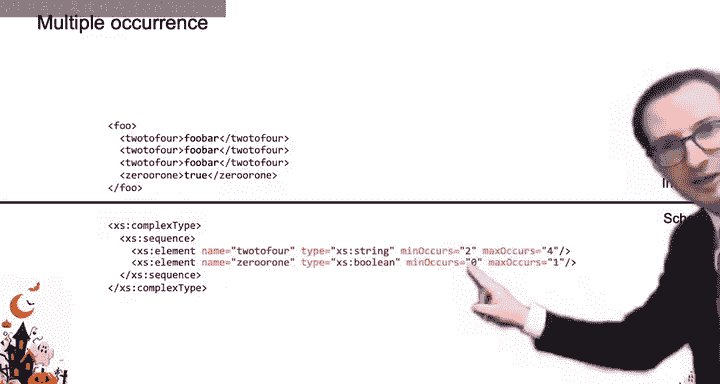 Multiple occurrence
<foo>
<twotofour>foobar</twotofour>
<twotofour>foobar</twotofour>
<twotofour>foobar</twotofour>
<zeroorone>true</zeroorone>
</foo>
<xs:complexType>
<xs:sequence>
<xs:element name="twotofour" type="xs:string" minOccurs="2" maxOccurs="4"/>
<xs:element name="zeroorone" type="xs:boolean" minOccurs="0" maxOccurs="1"/>
</xs:sequence>
</xs:complexType>